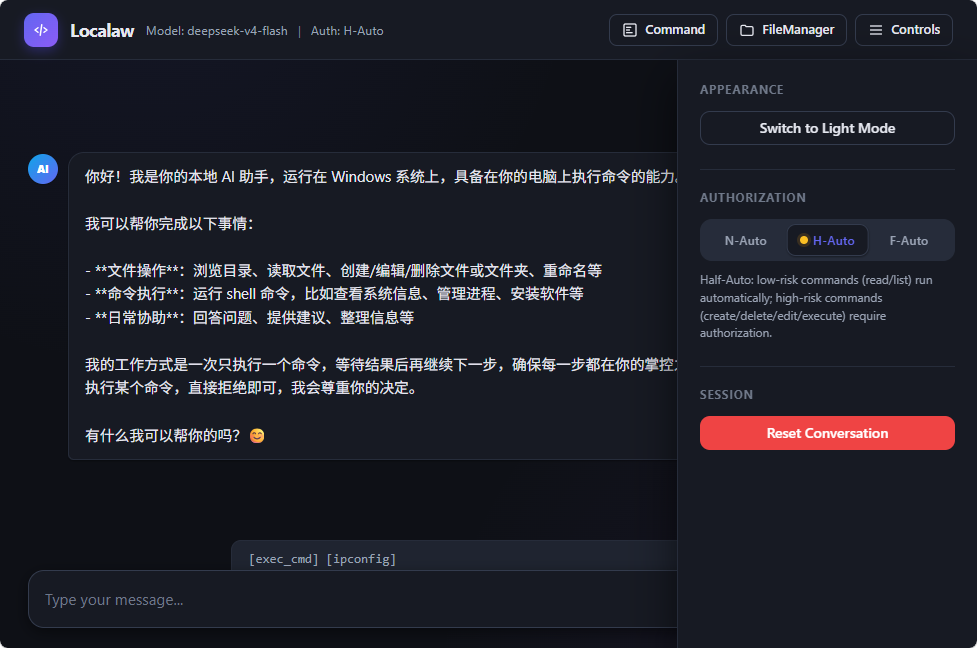 </> Localaw Model: deepseek-v4-flash | Auth: H-Auto Command FileManager Controls
AI
你好！我是你的本地 AI 助手，运行在 Windows 系统上，具备在你的电脑上执行命令的能力。
我可以帮你完成以下事情：
- **文件操作**：浏览目录、读取文件、创建/编辑/删除文件或文件夹、重命名等
- **命令执行**：运行 shell 命令，比如查看系统信息、管理进程、安装软件等
- **日常协助**：回答问题、提供建议、整理信息等
我的工作方式是一次只执行一个命令，等待结果后再继续下一步，确保每一步都在你的掌控
执行某个命令，直接拒绝即可，我会尊重你的决定。
有什么我可以帮你的吗？😊
[exec_cmd] [ipconfig]
Type your message...
APPEARANCE
Switch to Light Mode
AUTHORIZATION
N-Auto H-Auto F-Auto
Half-Auto: low-risk commands (read/list) run
automatically; high-risk commands
(create/delete/edit/execute) require
authorization.
SESSION
Reset Conversation